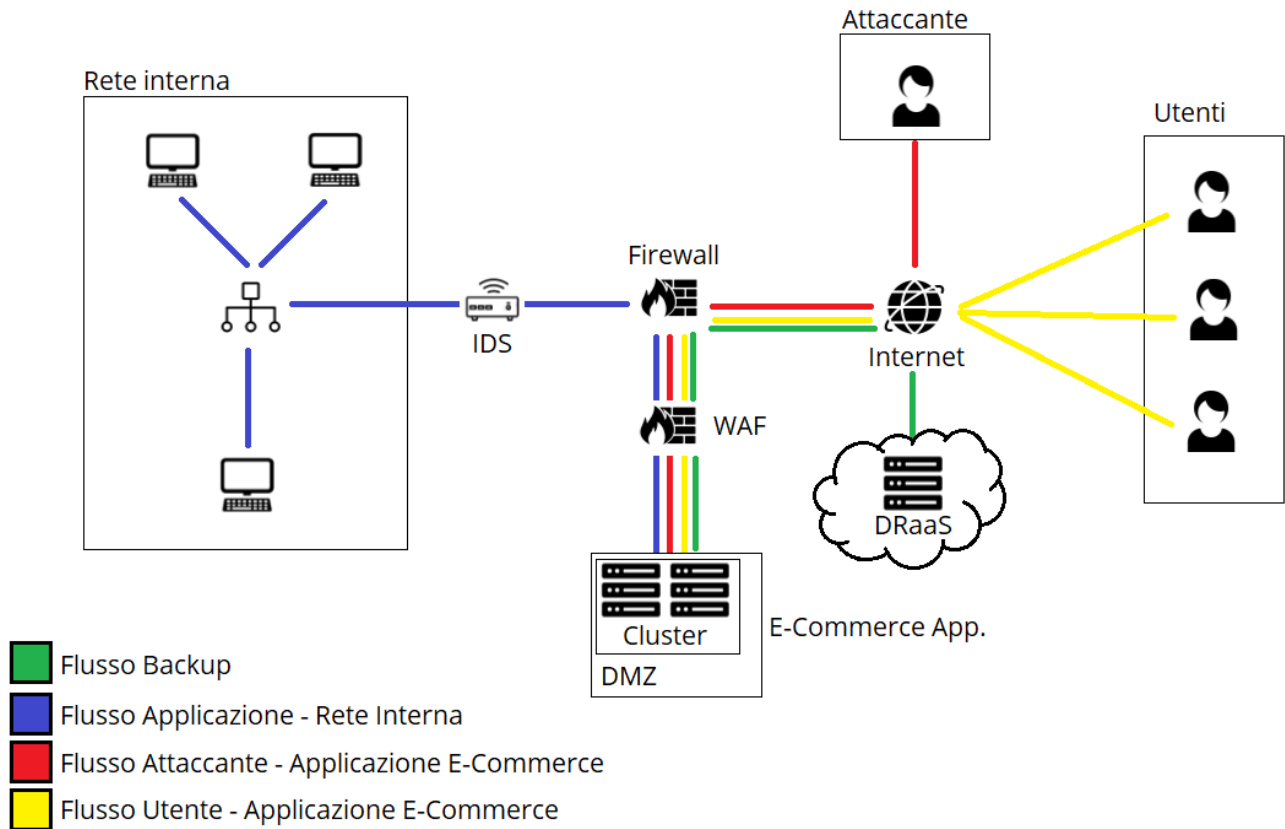 Attaccante
Rete interna
Utenti
Firewall
IDS
Internet
WAF
DRaaS
Cluster
E-Commerce App.
DMZ
Flusso Backup
Flusso Applicazione - Rete Interna
Flusso Attaccante - Applicazione E-Commerce
Flusso Utente - Applicazione E-Commerce